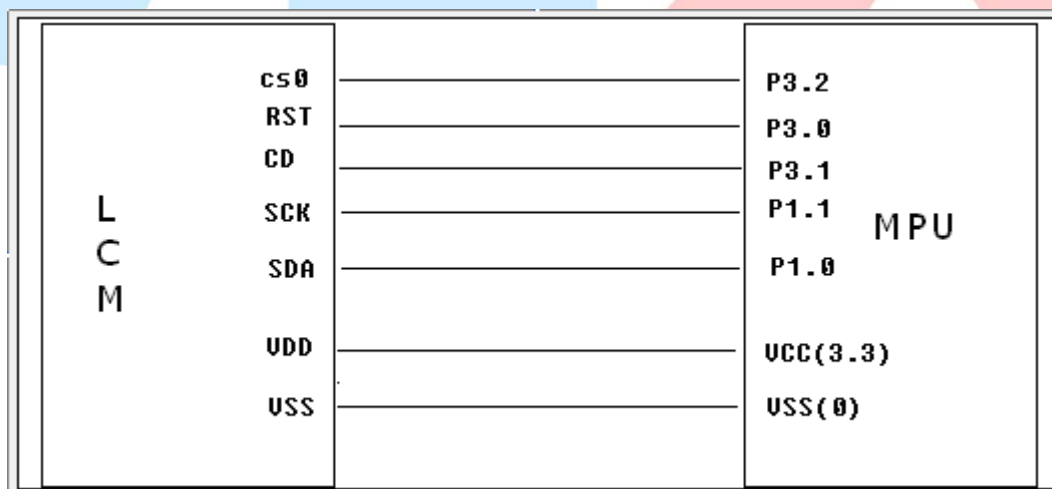 cs0 P3.2
RST P3.0
CD P3.1
SCK P1.1
SDA P1.0
VDD VCC(3.3)
VSS VSS(0)
L
C
M
MPU